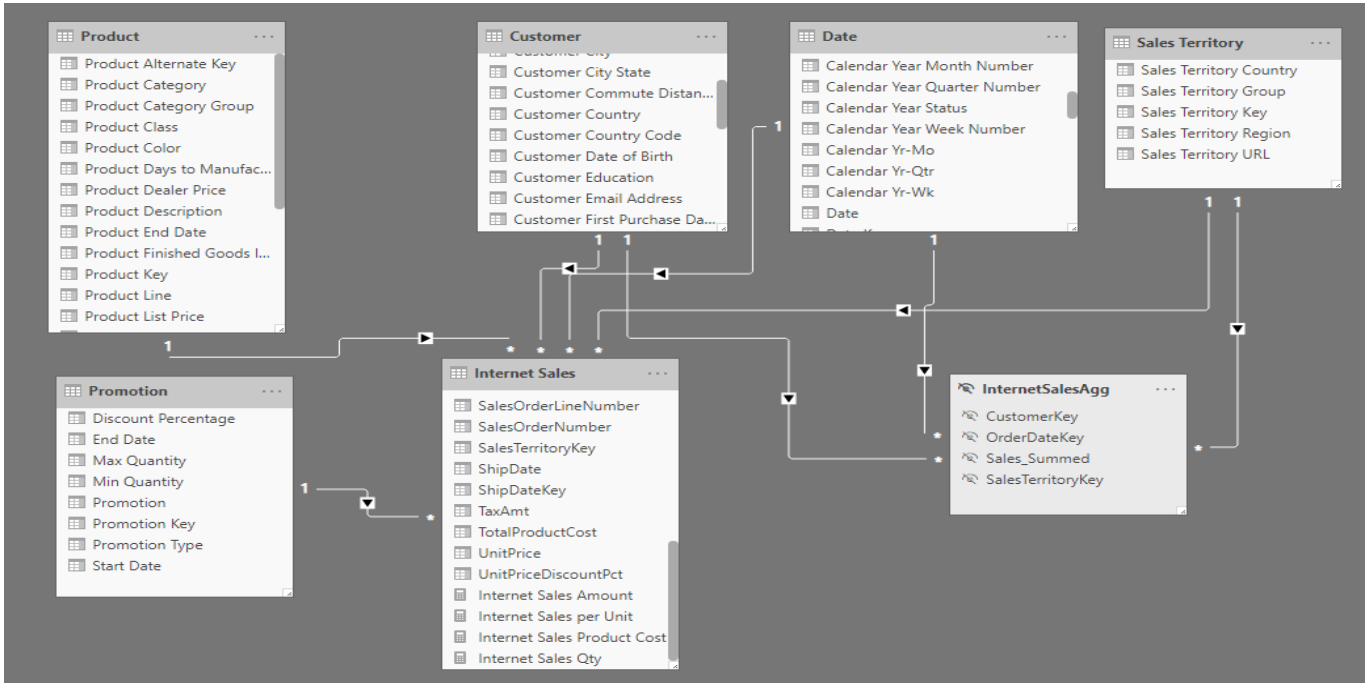 Product ...
Product Alternate Key
Product Category
Product Category Group
Product Class
Product Color
Product Days to Manufac...
Product Dealer Price
Product Description
Product End Date
Product Finished Goods I...
Product Key
Product Line
Product List Price
1
Customer ...
Customer City
Customer City State
Customer Commute Distan...
Customer Country
Customer Country Code
Customer Date of Birth
Customer Education
Customer Email Address
Customer First Purchase Da...
1 1
Date ...
Calendar Year Month Number
Calendar Year Quarter Number
Calendar Year Status
Calendar Year Week Number
Calendar Yr-Mo
Calendar Yr-Qtr
Calendar Yr-Wk
Date
1
1
Sales Territory ...
Sales Territory Country
Sales Territory Group
Sales Territory Key
Sales Territory Region
Sales Territory URL
1 1
Promotion ...
Discount Percentage
End Date
Max Quantity
Min Quantity
Promotion
Promotion Key
Promotion Type
Start Date
1
*
* * * *
Internet Sales ...
SalesOrderLineNumber
SalesOrderNumber
SalesTerritoryKey
ShipDate
ShipDateKey
TaxAmt
TotalProductCost
UnitPrice
UnitPriceDiscountPct
Internet Sales Amount
Internet Sales per Unit
Internet Sales Product Cost
Internet Sales Qty
InternetSalesAgg ...
CustomerKey
OrderDateKey
Sales_Summed
SalesTerritoryKey
*
*
*